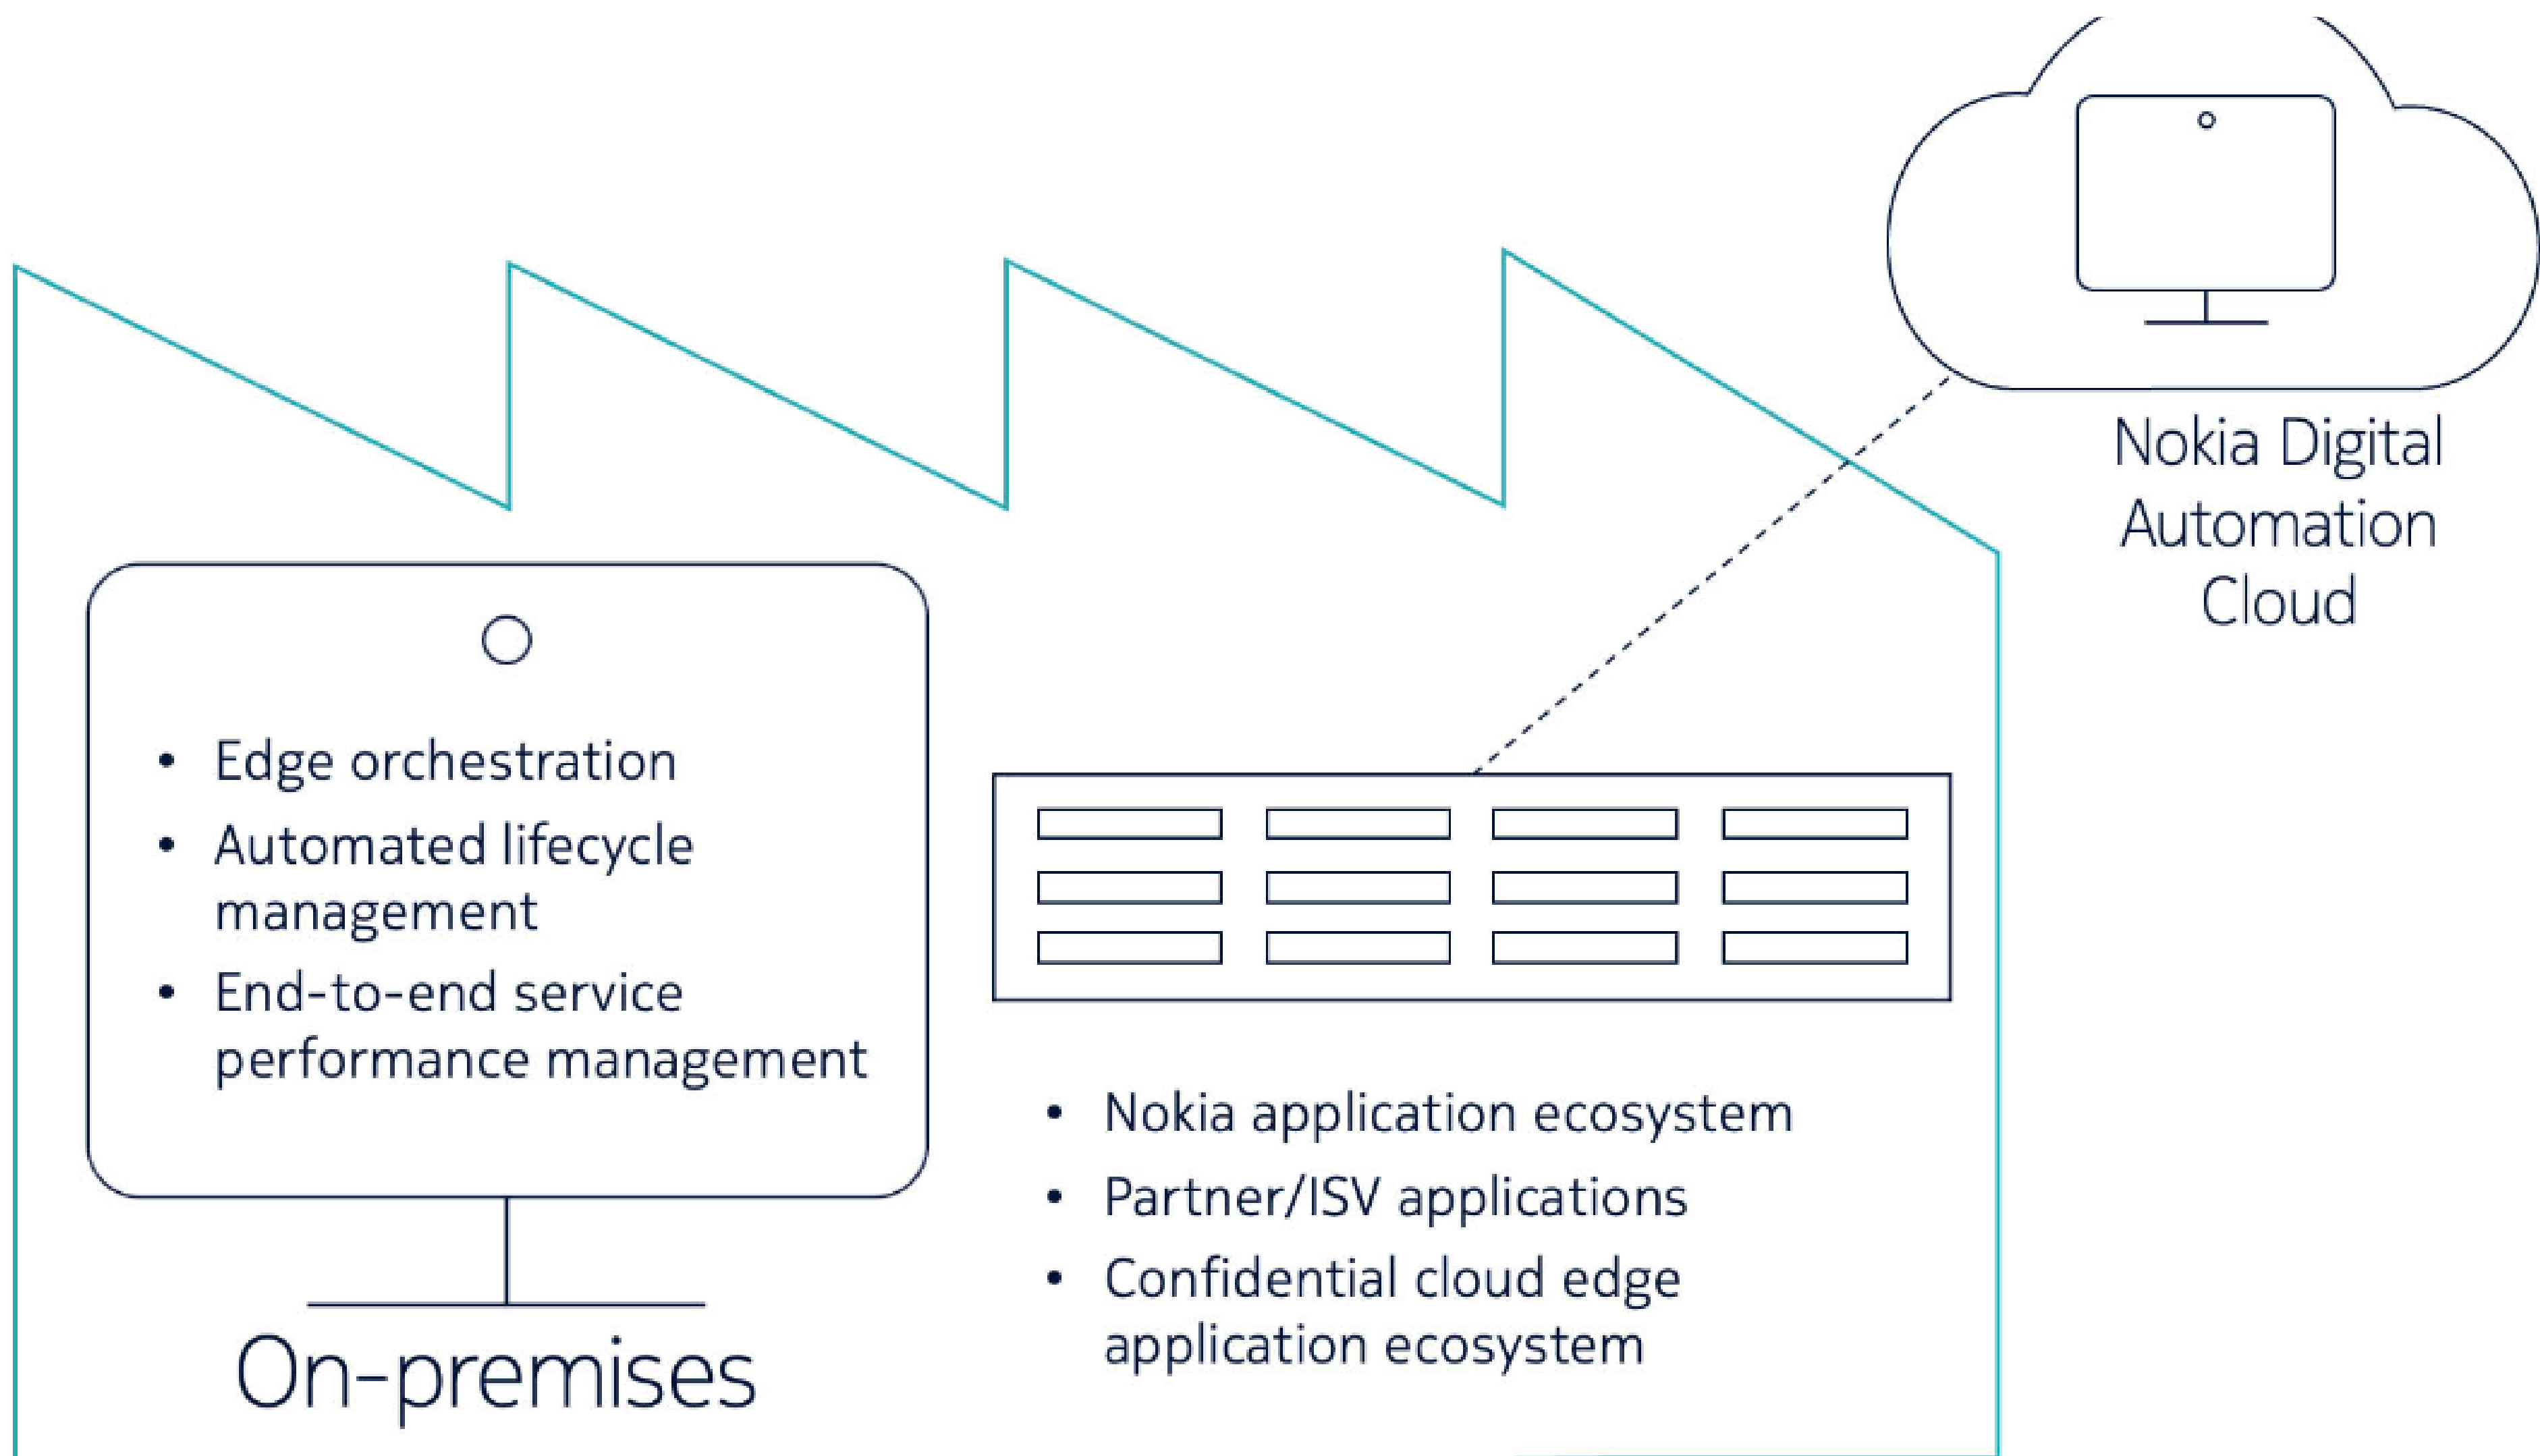 Nokia Digital
Automation
Cloud
• Edge orchestration
• Automated lifecycle
management
• End-to-end service
performance management
On-premises
• Nokia application ecosystem
• Partner/ISV applications
• Confidential cloud edge
application ecosystem